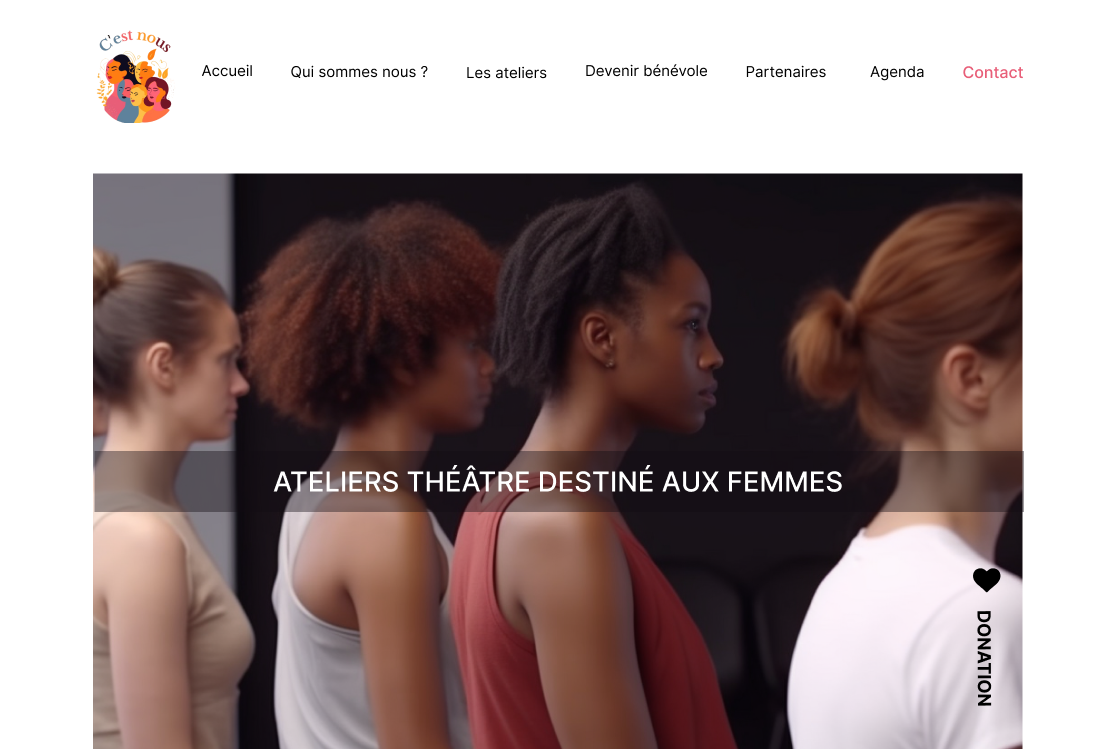 C'est nous
Accueil Qui sommes nous ? Les ateliers Devenir bénévole Partenaires Agenda Contact
ATELIERS THÉÂTRE DESTINÉ AUX FEMMES
DONATION